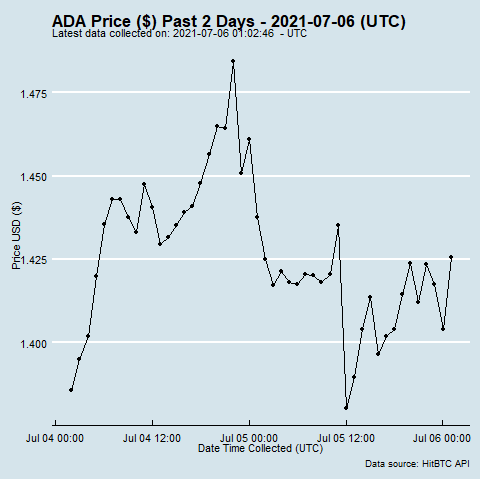 ADA Price ($) Past 2 Days - 2021-07-06 (UTC)
Latest data collected on: 2021-07-06 01:02:46 - UTC
1.475
1.450
1.425
1.400
Price USD ($)
Jul 04 00:00 Jul 04 12:00 Jul 05 00:00 Jul 05 12:00 Jul 06 00:00
Date Time Collected (UTC)
Data source: HitBTC API